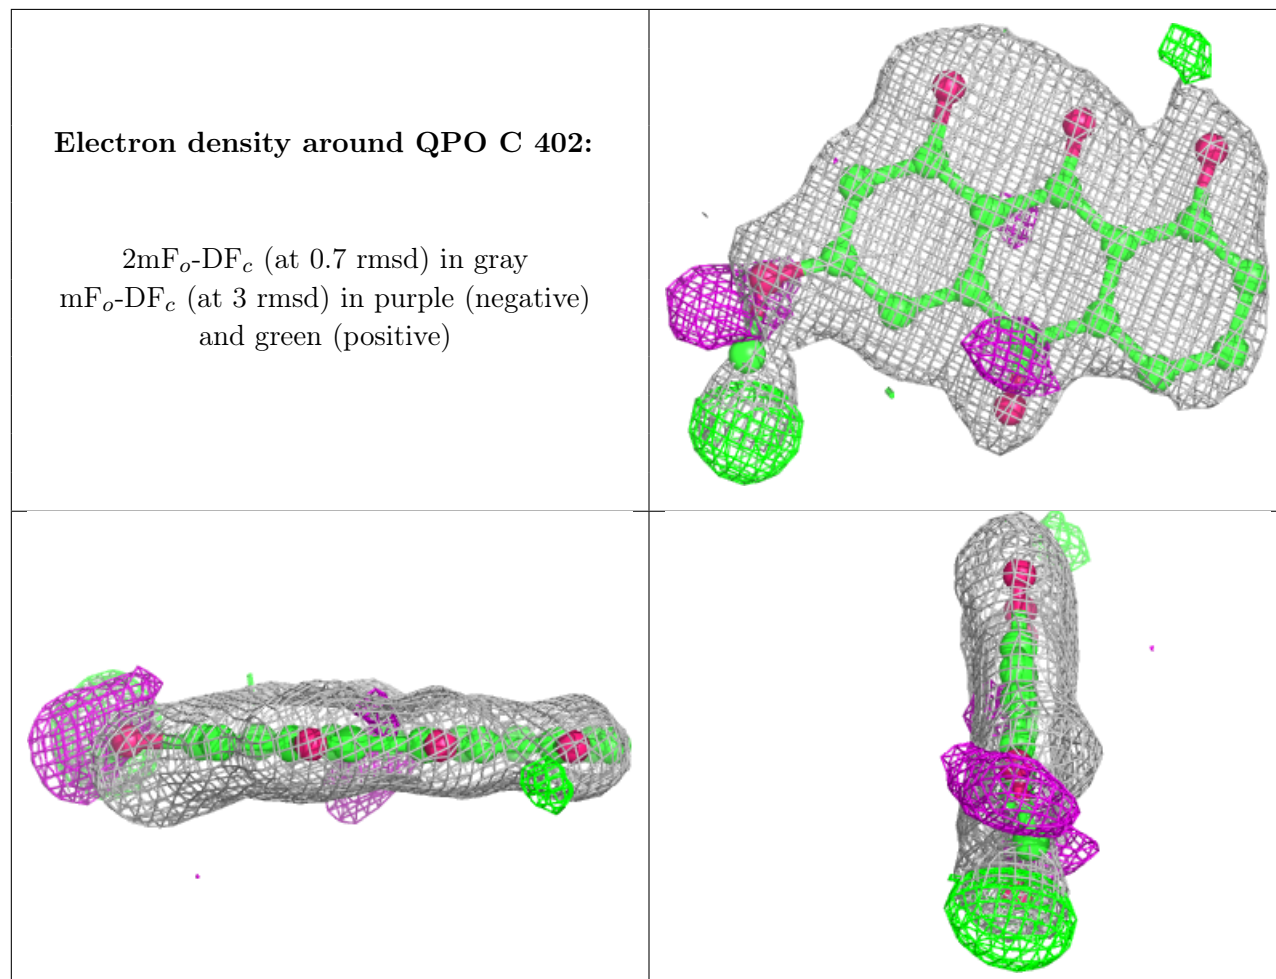 Electron density around QPO C 402:
2mFₒ-DF𝒸 (at 0.7 rmsd) in gray
mFₒ-DF𝒸 (at 3 rmsd) in purple (negative)
and green (positive)